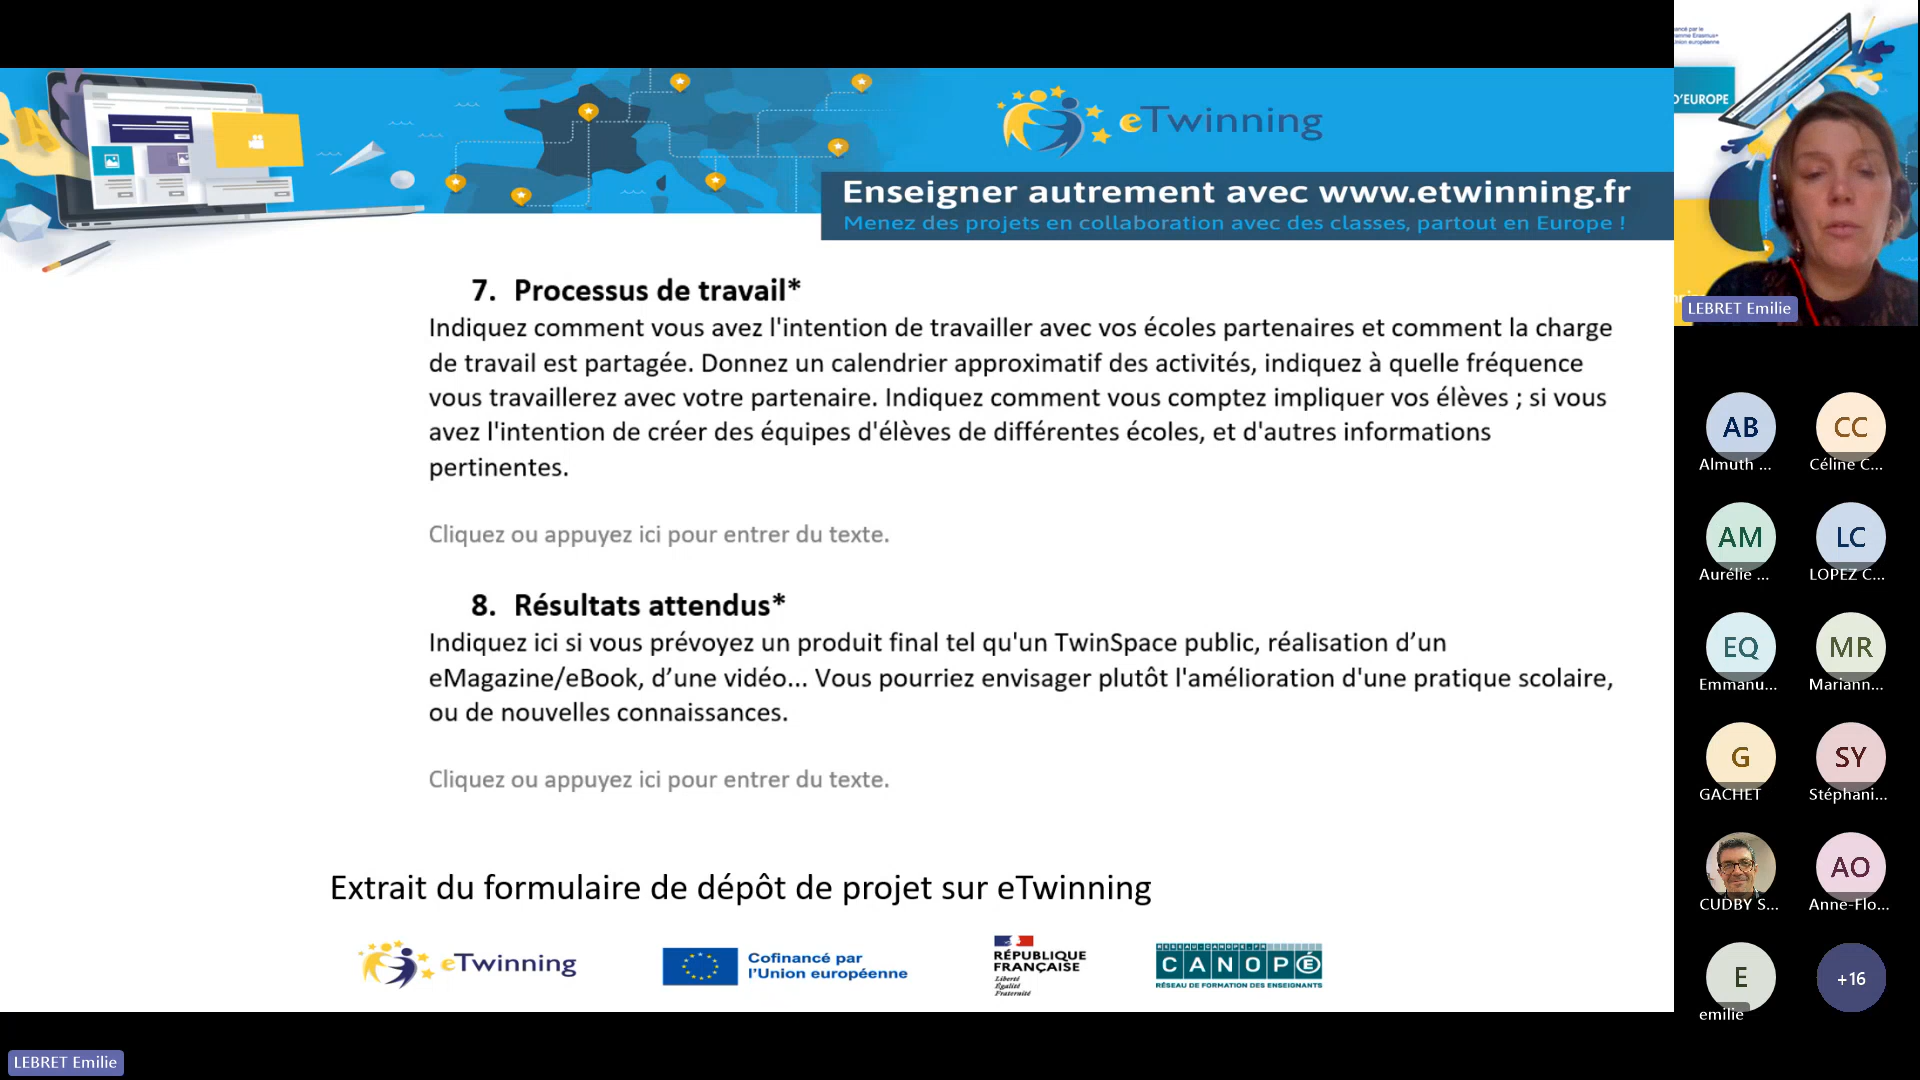 eTwinning
Enseigner autrement avec www.etwinning.fr
Menez des projets en collaboration avec des classes, partout en Europe !
7. Processus de travail*
Indiquez comment vous avez l'intention de travailler avec vos écoles partenaires et comment la charge
de travail est partagée. Donnez un calendrier approximatif des activités, indiquez à quelle fréquence
vous travaillerez avec votre partenaire. Indiquez comment vous comptez impliquer vos élèves ; si vous
avez l'intention de créer des équipes d'élèves de différentes écoles, et d'autres informations
pertinentes.
Cliquez ou appuyez ici pour entrer du texte.
8. Résultats attendus*
Indiquez ici si vous prévoyez un produit final tel qu'un TwinSpace public, réalisation d’un
eMagazine/eBook, d’une vidéo... Vous pourriez envisager plutôt l'amélioration d'une pratique scolaire,
ou de nouvelles connaissances.
Cliquez ou appuyez ici pour entrer du texte.
Extrait du formulaire de dépôt de projet sur eTwinning
eTwinning
Cofinancé par
l’Union européenne
RÉPUBLIQUE
FRANÇAISE
Liberté
Égalité
Fraternité
RESEAU-CANOPE.FR
CANOPÉ
RÉSEAU DE FORMATION DES ENSEIGNANTS
LEBRET Emilie
D'EUROPE
LEBRET Emilie
AB
Almuth ...
CC
Céline C...
AM
Aurélie ...
LC
LOPEZ C...
EQ
Emmanu...
MR
Mariann...
G
GACHET
SY
Stéphani...
CUDBY S...
AO
Anne-Flo...
E
emilie
+16